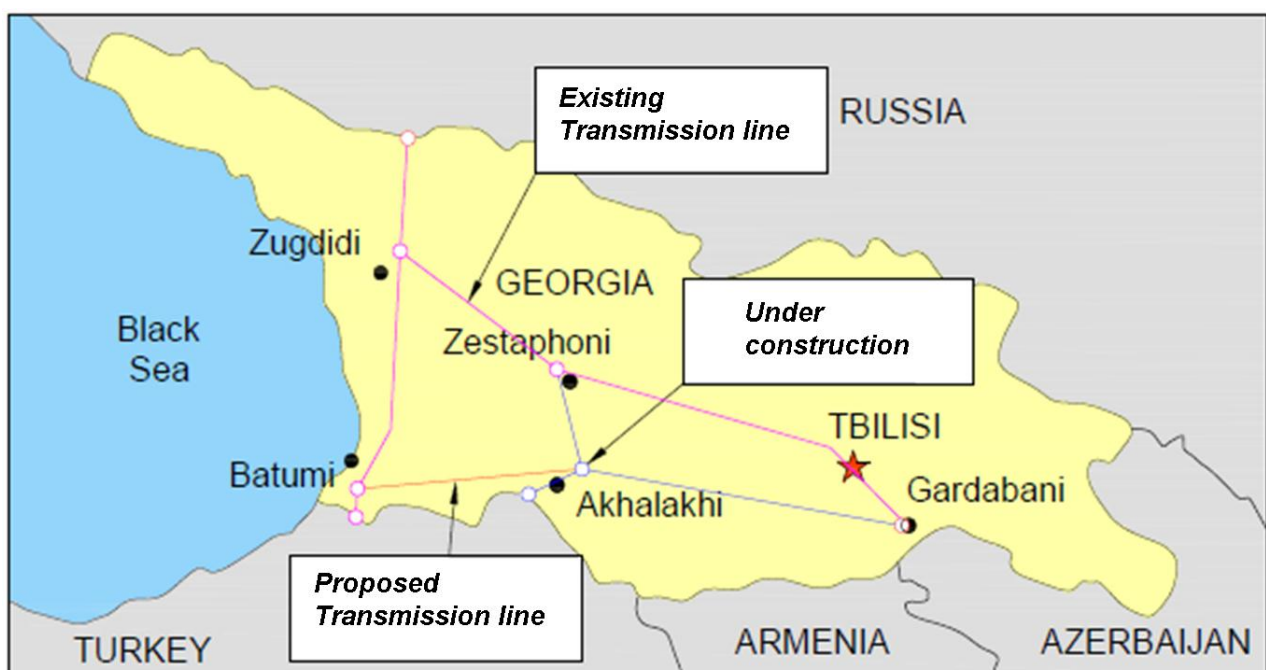 Existing
Transmission line
RUSSIA
Zugdidi
GEORGIA
Under
construction
Black
Sea
Zestaphoni
TBILISI
Batumi
Akhalakhi
Gardabani
Proposed
Transmission line
TURKEY
ARMENIA
AZERBAIJAN